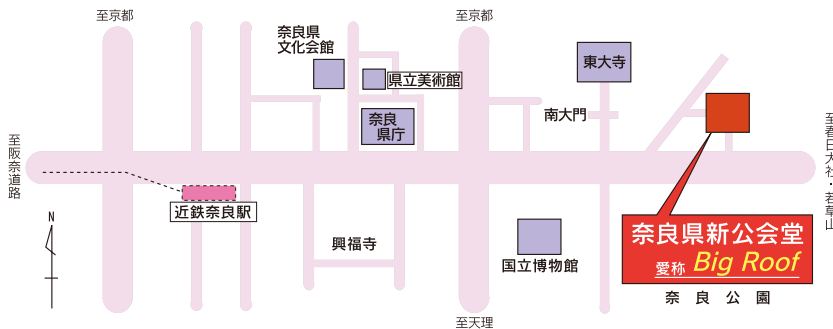 至京都
至京都
奈良県
文化会館
県立美術館
東大寺
奈良
県庁
南大門
至阪奈道路
至春日大社・若草山
近鉄奈良駅
N
興福寺
国立博物館
奈良県新公会堂
愛称 Big Roof
奈良公園
至天理